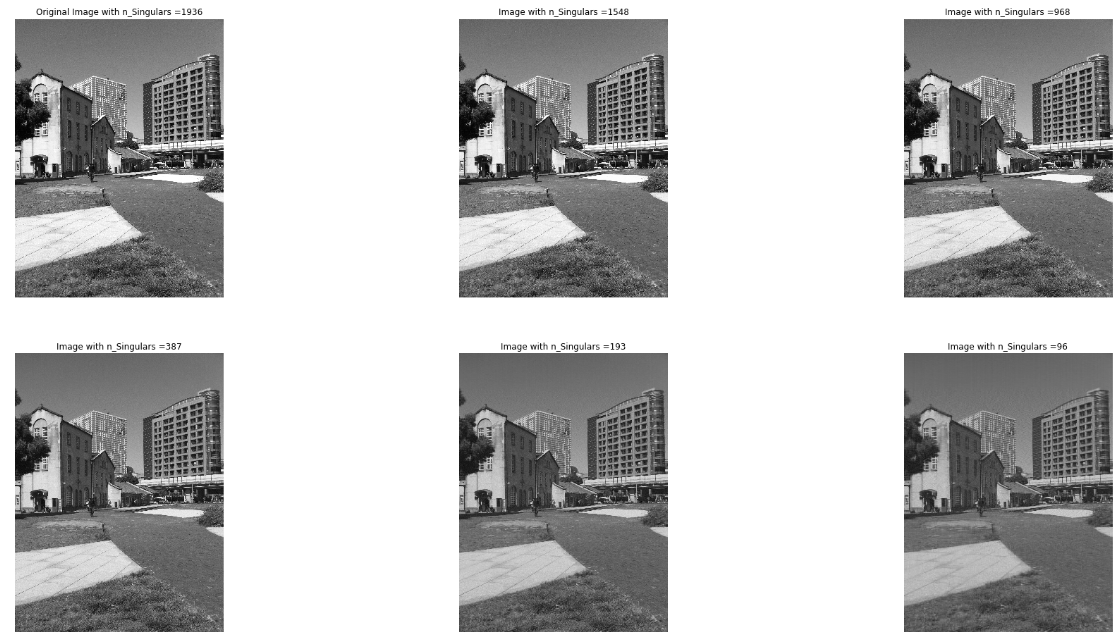 Original Image with n_Singulars =1936
Image with n_Singulars =1548
Image with n_Singulars =968
Image with n_Singulars =387
Image with n_Singulars =193
Image with n_Singulars =96